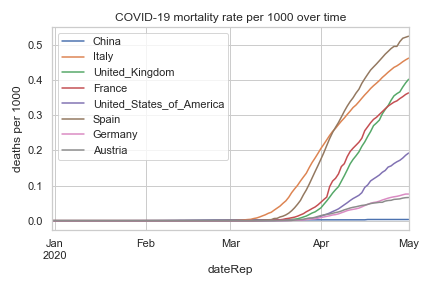 COVID-19 mortality rate per 1000 over time
deaths per 1000
0.5
0.4
0.3
0.2
0.1
0.0
China
Italy
United_Kingdom
France
United_States_of_America
Spain
Germany
Austria
Jan
2020
Feb
Mar
Apr
May
dateRep